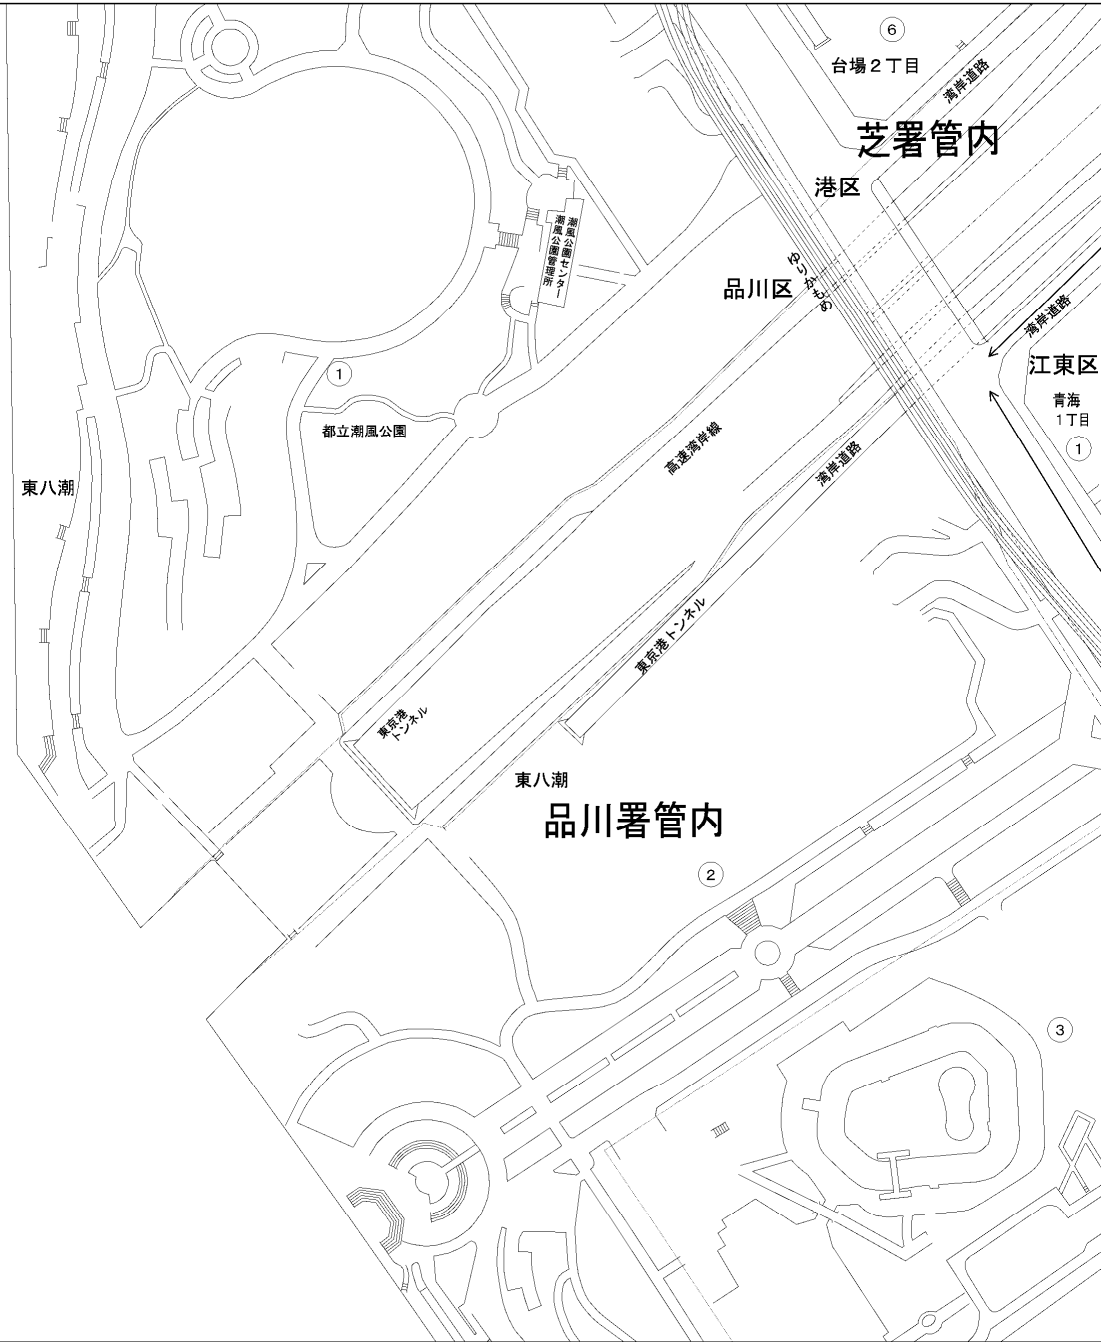 6
台場２丁目
湾岸道路
芝署管内
港区
潮風公園センター
潮風公園管理所
ゆりかもめ
品川区
湾岸道路
江東区
青海
１丁目
1
1
都立潮風公園
高速湾岸線
湾岸道路
東八潮
東京港トンネル
東京港
トンネル
東八潮
品川署管内
2
3